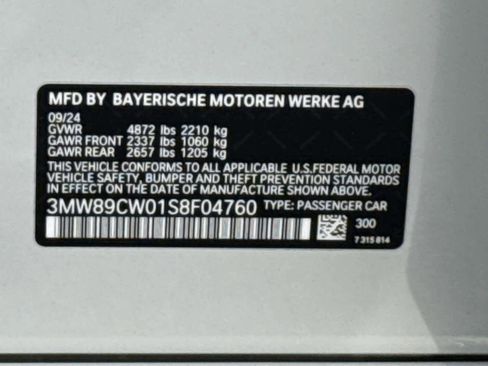 MFD BY BAYERISCHE MOTOREN WERKE AG
09/24
GVWR 4872 lbs 2210 kg
GAWR FRONT 2337 lbs 1060 kg
GAWR REAR 2657 lbs 1205 kg
THIS VEHICLE CONFORMS TO ALL APPLICABLE U.S.FEDERAL MOTOR
VEHICLE SAFETY, BUMPER AND THEFT PREVENTION STANDARDS
IN EFFECT ON THE DATE OF MANUFACTURE SHOWN ABOVE.
3MW89CW01S8F04760 TYPE: PASSENGER CAR
300
7 315 814